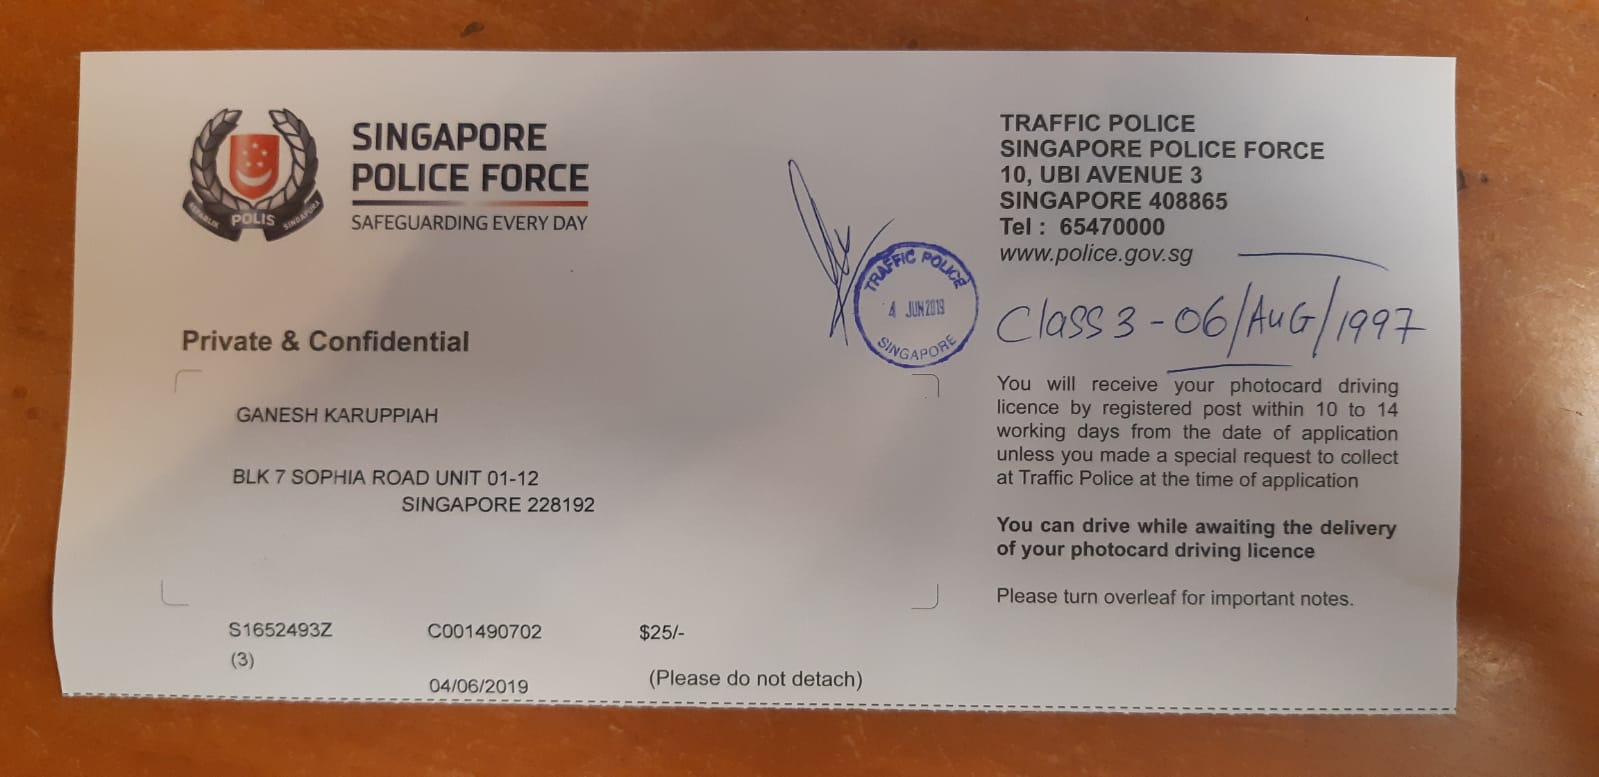 SINGAPORE
POLICE FORCE
SAFEGUARDING EVERY DAY
REPUBLIK POLIS SINGAPURA
TRAFFIC POLICE
SINGAPORE POLICE FORCE
10, UBI AVENUE 3
SINGAPORE 408865
Tel : 65470000
www.police.gov.sg
TRAFFIC POLICE
4 JUN 2019
SINGAPORE
Class 3 - 06/AUG/1997
Private & Confidential
GANESH KARUPPIAH
BLK 7 SOPHIA ROAD UNIT 01-12
SINGAPORE 228192
You will receive your photocard driving
licence by registered post within 10 to 14
working days from the date of application
unless you made a special request to collect
at Traffic Police at the time of application
You can drive while awaiting the delivery
of your photocard driving licence
Please turn overleaf for important notes.
S1652493Z C001490702 $25/-
(3)
04/06/2019 (Please do not detach)